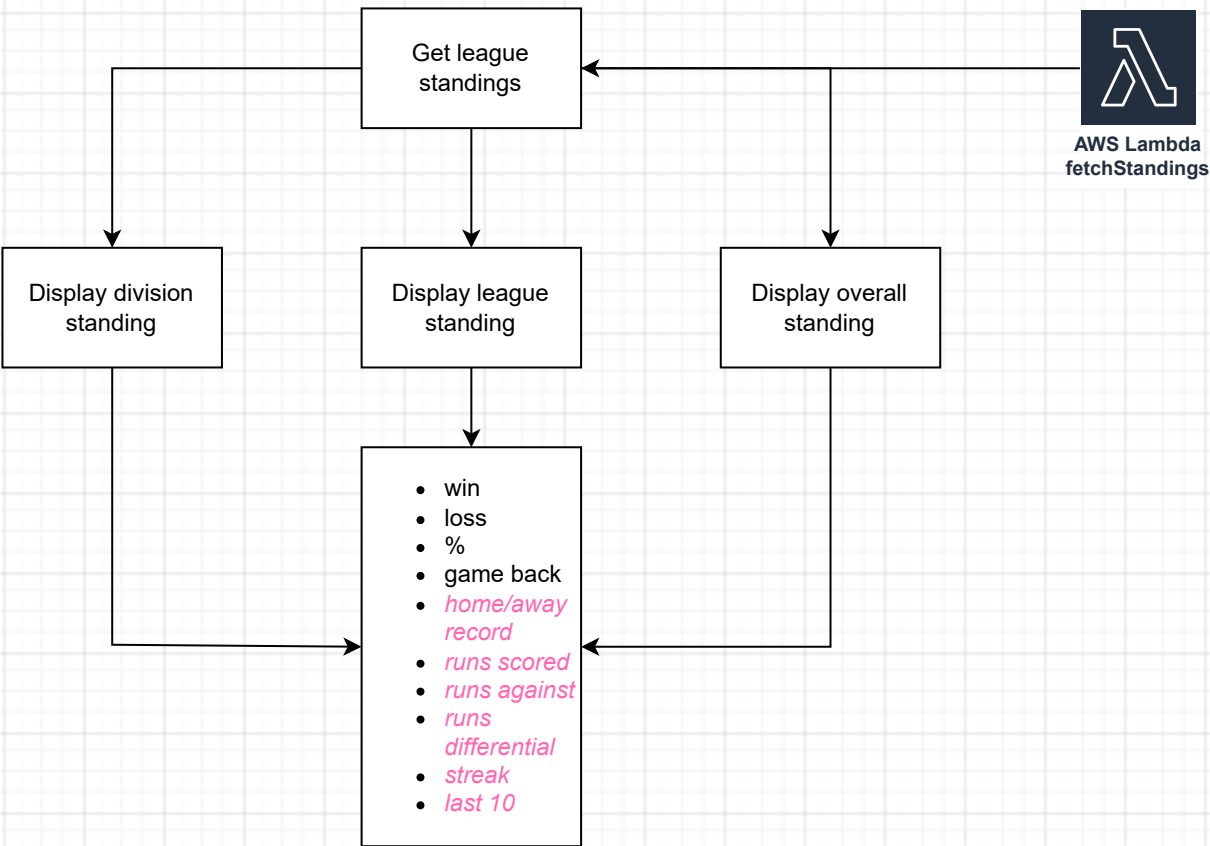 Get league
standings
AWS Lambda
fetchStandings
Display division
standing
Display league
standing
Display overall
standing
win
loss
%
game back
home/away
record
runs scored
runs against
runs
differential
streak
last 10